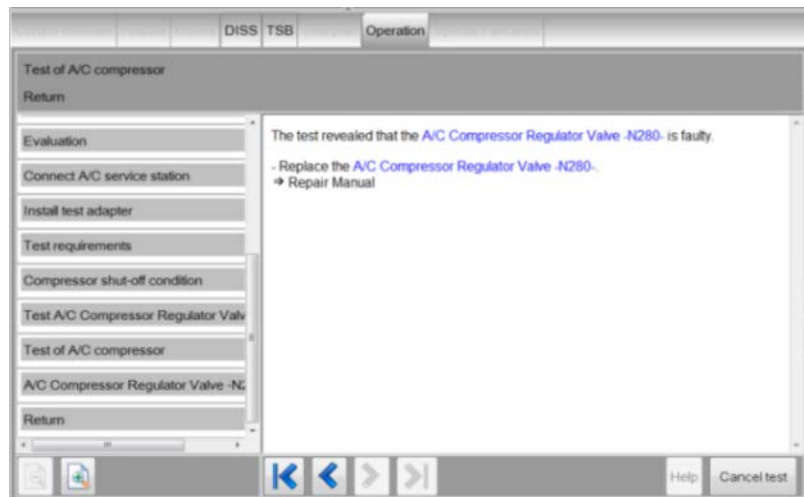 DISS TSB Operation
Test of A/C compressor
Return
Evaluation
Connect A/C service station
Install test adapter
Test requirements
Compressor shut-off condition
Test A/C Compressor Regulator Valv
Test of A/C compressor
A/C Compressor Regulator Valve -N2
Return
The test revealed that the A/C Compressor Regulator Valve -N280- is faulty.
- Replace the A/C Compressor Regulator Valve -N280-.
➔ Repair Manual
Help Cancel test